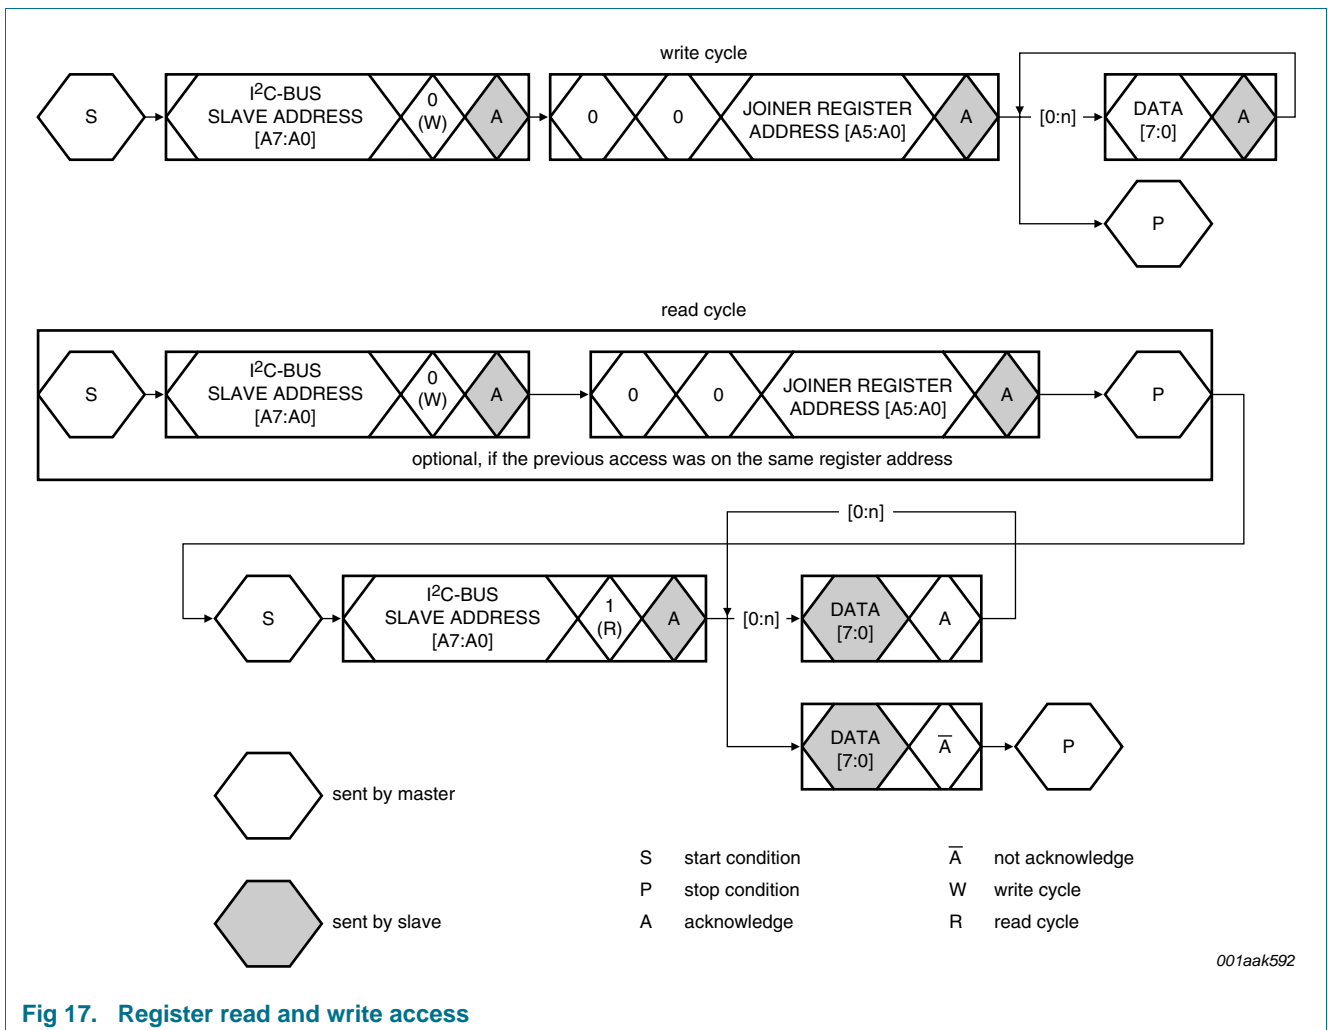 write cycle
S
I²C-BUS
SLAVE ADDRESS
[A7:A0]
0
(W)
A
0
0
JOINER REGISTER
ADDRESS [A5:A0]
A
[0:n]
DATA
[7:0]
A
P
read cycle
S
I²C-BUS
SLAVE ADDRESS
[A7:A0]
0
(W)
A
0
0
JOINER REGISTER
ADDRESS [A5:A0]
A
P
optional, if the previous access was on the same register address
[0:n]
S
I²C-BUS
SLAVE ADDRESS
[A7:A0]
1
(R)
A
[0:n]
DATA
[7:0]
A
DATA
[7:0]
A̅
P
sent by master
sent by slave
S start condition
P stop condition
A acknowledge
A̅ not acknowledge
W write cycle
R read cycle
001aak592
Fig 17. Register read and write access